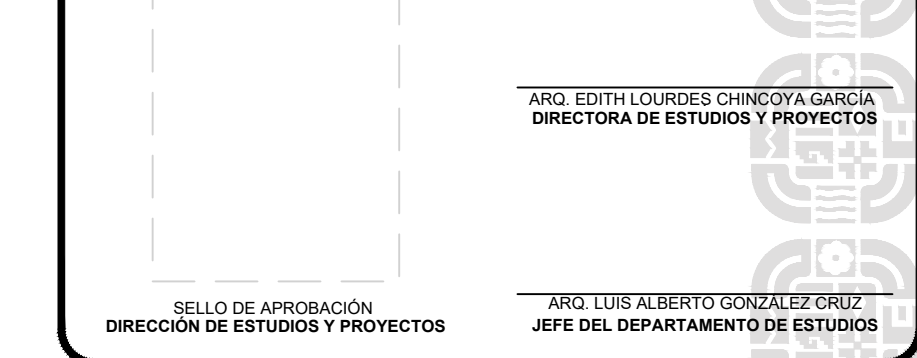 ARQ. EDITH LOURDES CHINCOYA GARCÍA
DIRECTORA DE ESTUDIOS Y PROYECTOS
SELLO DE APROBACIÓN
DIRECCIÓN DE ESTUDIOS Y PROYECTOS
ARQ. LUIS ALBERTO GONZÁLEZ CRUZ
JEFE DEL DEPARTAMENTO DE ESTUDIOS